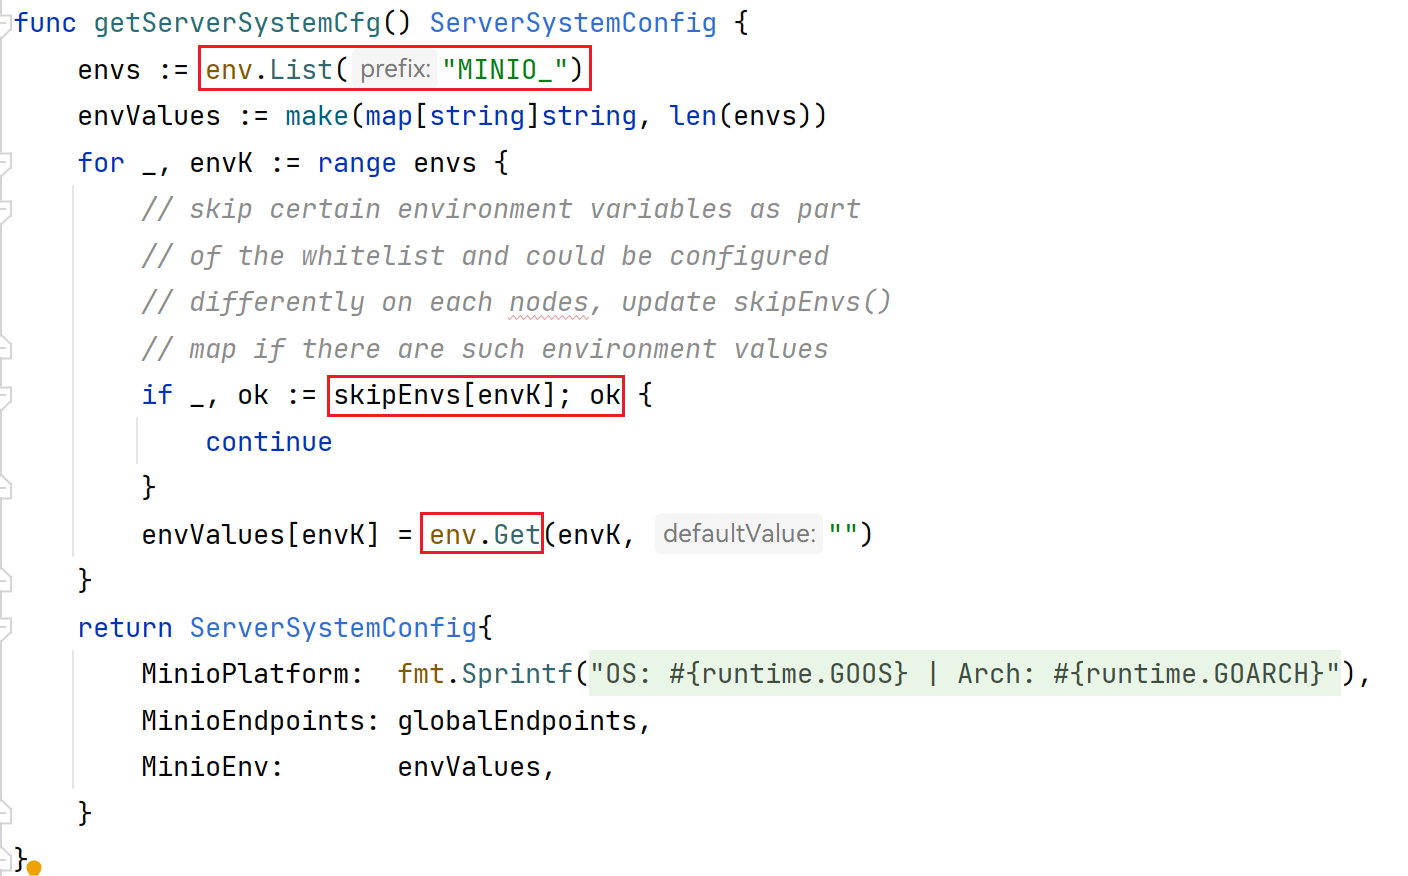 func getServerSystemCfg() ServerSystemConfig {
    envs := env.List( prefix: "MINIO_")
    envValues := make(map[string]string, len(envs))
    for _, envK := range envs {
        // skip certain environment variables as part
        // of the whitelist and could be configured
        // differently on each nodes, update skipEnvs()
        // map if there are such environment values
        if _, ok := skipEnvs[envK]; ok {
            continue
        }
        envValues[envK] = env.Get(envK, defaultValue: "")
    }
    return ServerSystemConfig{
        MinioPlatform:  fmt.Sprintf("OS: #{runtime.GOOS} | Arch: #{runtime.GOARCH}"),
        MinioEndpoints: globalEndpoints,
        MinioEnv:       envValues,
    }
}